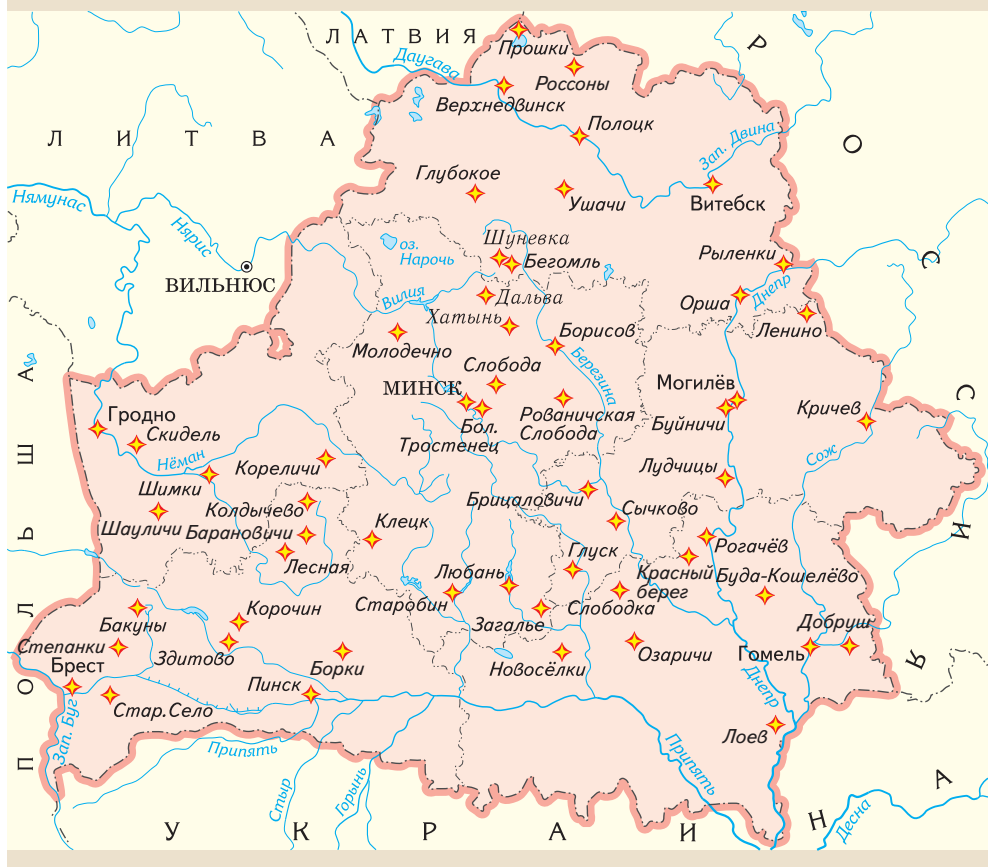 ЛАТВИЯ
Прошки
Даугава
Россоны
Верхнедвинск
Полоцк
ЛИТВА
РОССИЯ
Зап. Двина
Глубокое
Ушачи
Витебск
Нямунас
Нярис
ВИЛЬНЮС
оз.
Нарочь
Шуневка
Бегомль
Рыленки
Вилия
Дальва
Орша
Днепр
Хатынь
Ленино
Молодечно
Борисов
Березина
Слобода
МИНСК
Могилёв
Бол.
Тростенец
Рованичская
Слобода
Буйничи
Кричев
Гродно
Скидель
Нёман
Кореличи
Сож
Лудчицы
Шимки
Брицаловичи
Колдычево
Шауличи
Барановичи
Клецк
Сычково
Лесная
Глуск
Рогачёв
Красный
берег
Буда-Кошелёво
Любань
Старобин
Слободка
Загалье
Бакуны
Корочин
Добруш
Степанки
Здитово
Борки
Новосёлки
Озаричи
Гомель
Брест
Пинск
Днепр
Стар.Село
Зап. Буг
Лоев
Припять
Припять
Стыр
Горынь
Десна
ПОЛЬША
УКРАИНА